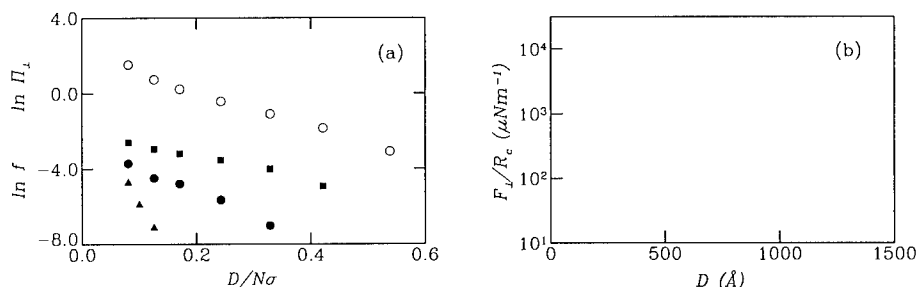 (a)
ln f ln Π⊥
4.0
0.0
-4.0
-8.0
0.0 0.2 0.4 0.6
D/Nσ
(b)
F⊥/R_c (μNm⁻¹)
10⁴
10³
10²
10¹
0 500 1000 1500
D (Å)